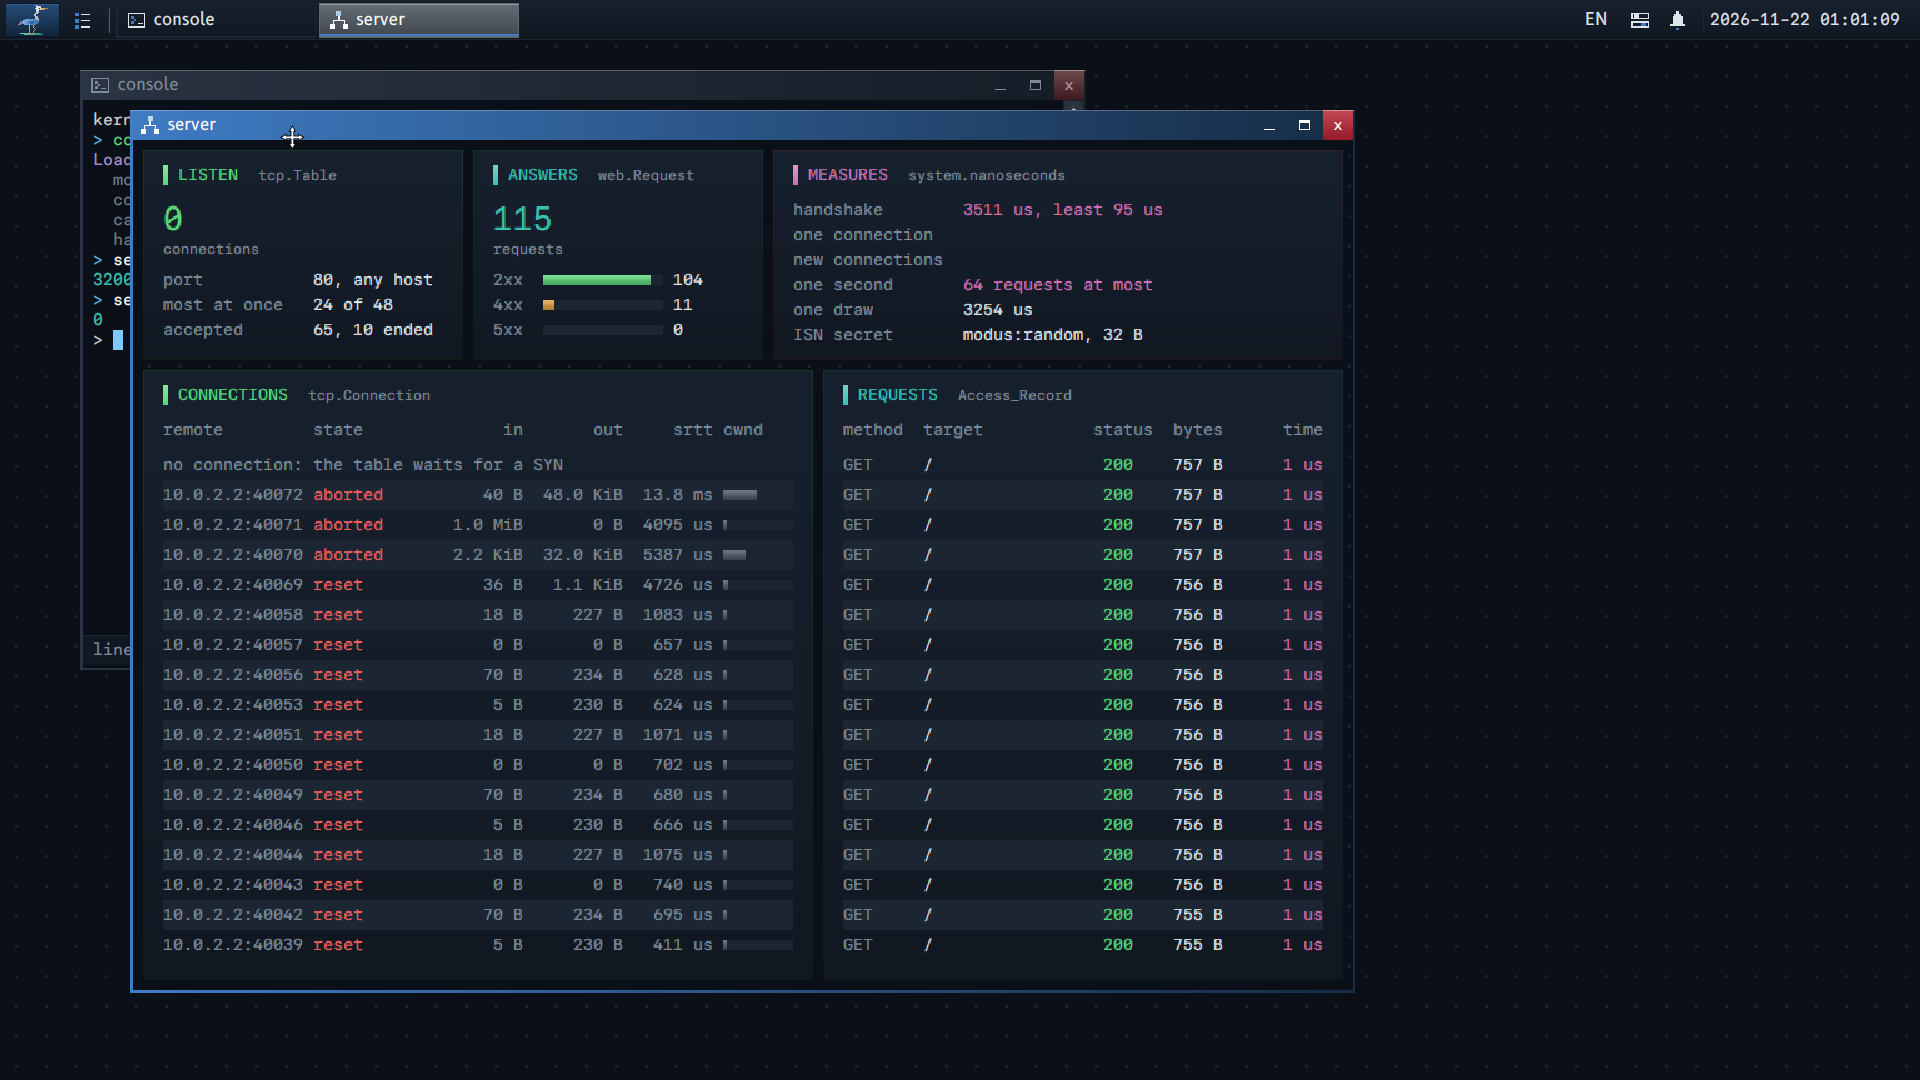 console
server
EN
2026-11-22 01:01:09
console
x
kern
> co
Load
mo
co
ca
ha
> se
3200
> se
0
>
line
server
x
LISTEN tcp.Table
0
connections
port 80, any host
most at once 24 of 48
accepted 65, 10 ended
ANSWERS web.Request
115
requests
2xx 104
4xx 11
5xx 0
MEASURES system.nanoseconds
handshake 3511 us, least 95 us
one connection
new connections
one second 64 requests at most
one draw 3254 us
ISN secret modus:random, 32 B
CONNECTIONS tcp.Connection
remote state in out srtt cwnd
no connection: the table waits for a SYN
10.0.2.2:40072 aborted 40 B 48.0 KiB 13.8 ms
10.0.2.2:40071 aborted 1.0 MiB 0 B 4095 us
10.0.2.2:40070 aborted 2.2 KiB 32.0 KiB 5387 us
10.0.2.2:40069 reset 36 B 1.1 KiB 4726 us
10.0.2.2:40058 reset 18 B 227 B 1083 us
10.0.2.2:40057 reset 0 B 0 B 657 us
10.0.2.2:40056 reset 70 B 234 B 628 us
10.0.2.2:40053 reset 5 B 230 B 624 us
10.0.2.2:40051 reset 18 B 227 B 1071 us
10.0.2.2:40050 reset 0 B 0 B 702 us
10.0.2.2:40049 reset 70 B 234 B 680 us
10.0.2.2:40046 reset 5 B 230 B 666 us
10.0.2.2:40044 reset 18 B 227 B 1075 us
10.0.2.2:40043 reset 0 B 0 B 740 us
10.0.2.2:40042 reset 70 B 234 B 695 us
10.0.2.2:40039 reset 5 B 230 B 411 us
REQUESTS Access_Record
method target status bytes time
GET / 200 757 B 1 us
GET / 200 757 B 1 us
GET / 200 757 B 1 us
GET / 200 757 B 1 us
GET / 200 756 B 1 us
GET / 200 756 B 1 us
GET / 200 756 B 1 us
GET / 200 756 B 1 us
GET / 200 756 B 1 us
GET / 200 756 B 1 us
GET / 200 756 B 1 us
GET / 200 756 B 1 us
GET / 200 756 B 1 us
GET / 200 756 B 1 us
GET / 200 756 B 1 us
GET / 200 755 B 1 us
GET / 200 755 B 1 us